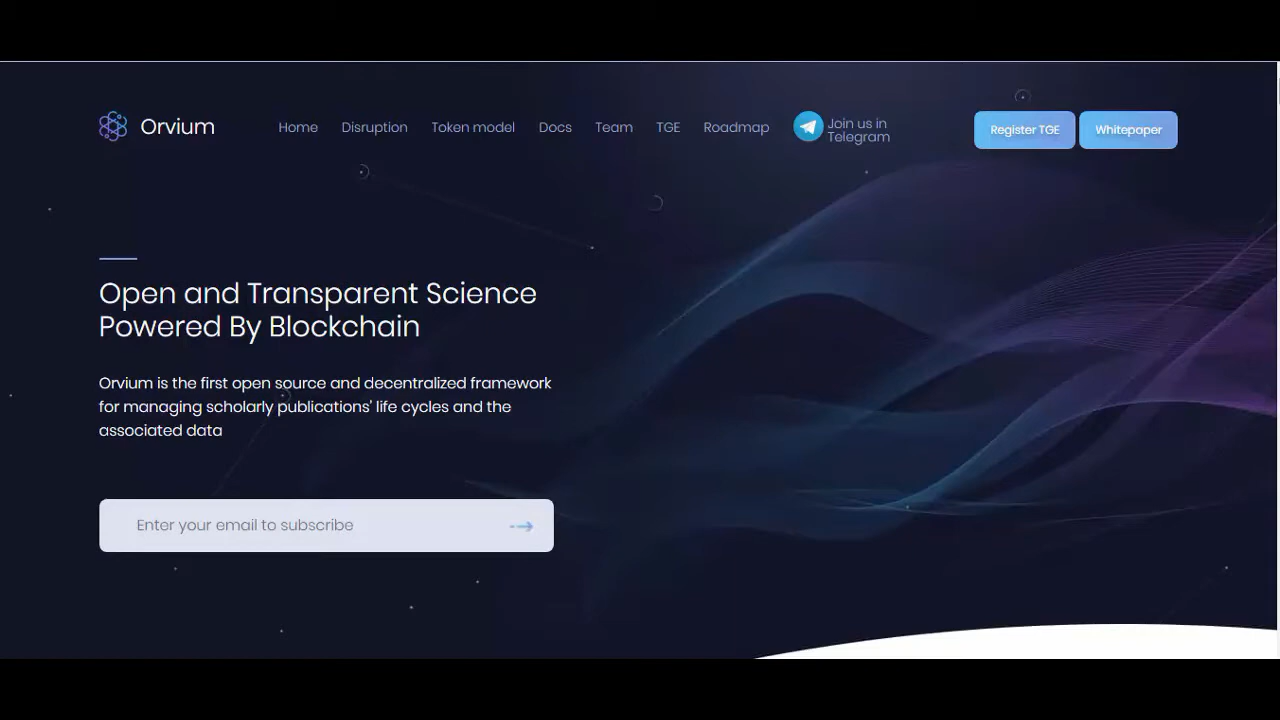 Orvium
Home
Disruption
Token model
Docs
Team
TGE
Roadmap
Join us in
Telegram
Register TGE
Whitepaper
Open and Transparent Science
Powered By Blockchain
Orvium is the first open source and decentralized framework
for managing scholarly publications' life cycles and the
associated data
Enter your email to subscribe